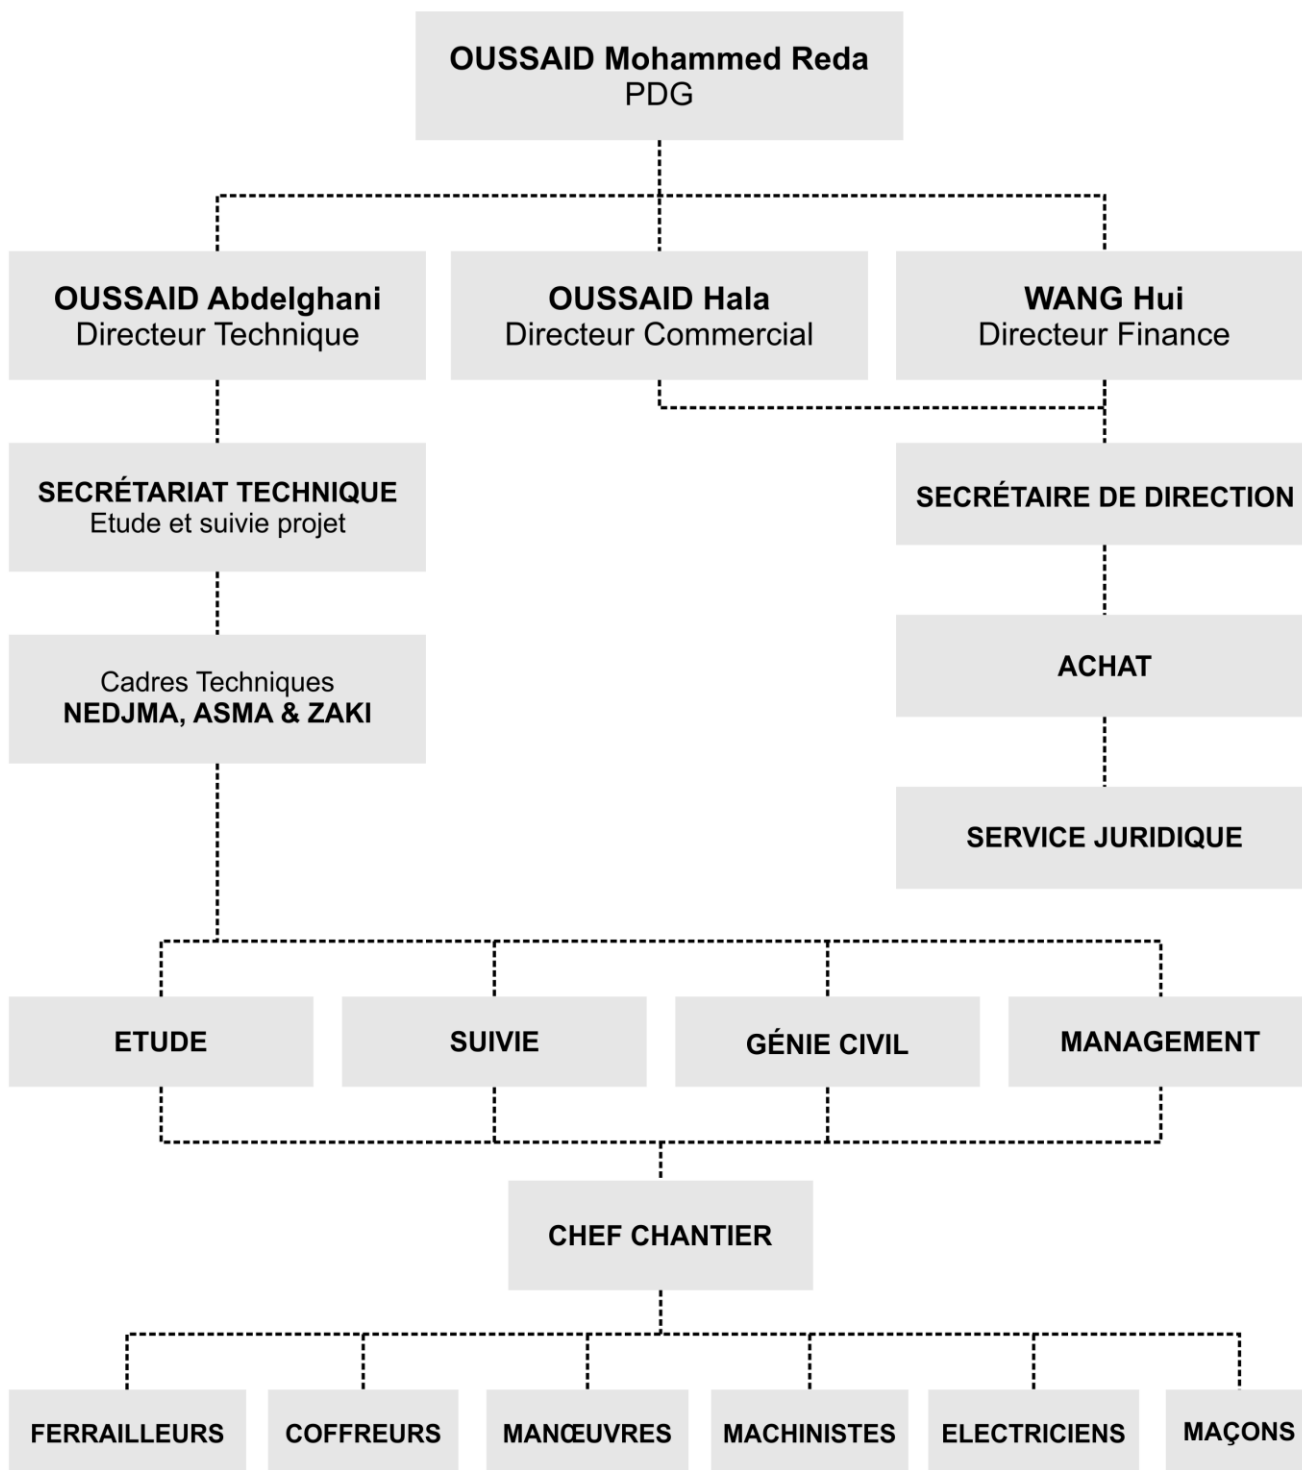 OUSSAID Mohammed Reda
PDG
OUSSAID Abdelghani
Directeur Technique
OUSSAID Hala
Directeur Commercial
WANG Hui
Directeur Finance
SECRÉTARIAT TECHNIQUE
Etude et suivie projet
SECRÉTAIRE DE DIRECTION
Cadres Techniques
NEDJMA, ASMA & ZAKI
ACHAT
SERVICE JURIDIQUE
ETUDE
SUIVIE
GÉNIE CIVIL
MANAGEMENT
CHEF CHANTIER
FERRAILLEURS
COFFREURS
MANŒUVRES
MACHINISTES
ELECTRICIENS
MAÇONS